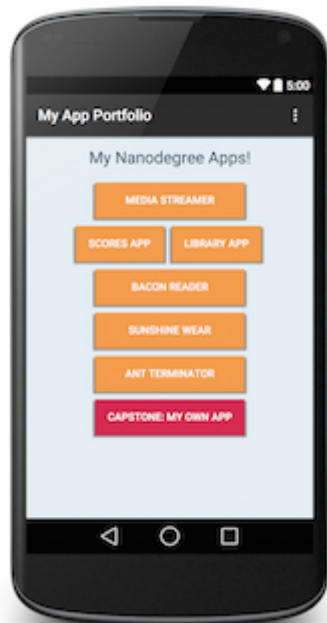 5:00
My App Portfolio
My Nanodegree Apps!
MEDIA STREAMER
SCORES APP LIBRARY APP
BACON READER
SUNSHINE WEAR
ANT TERMINATOR
CAPSTONE: MY OWN APP